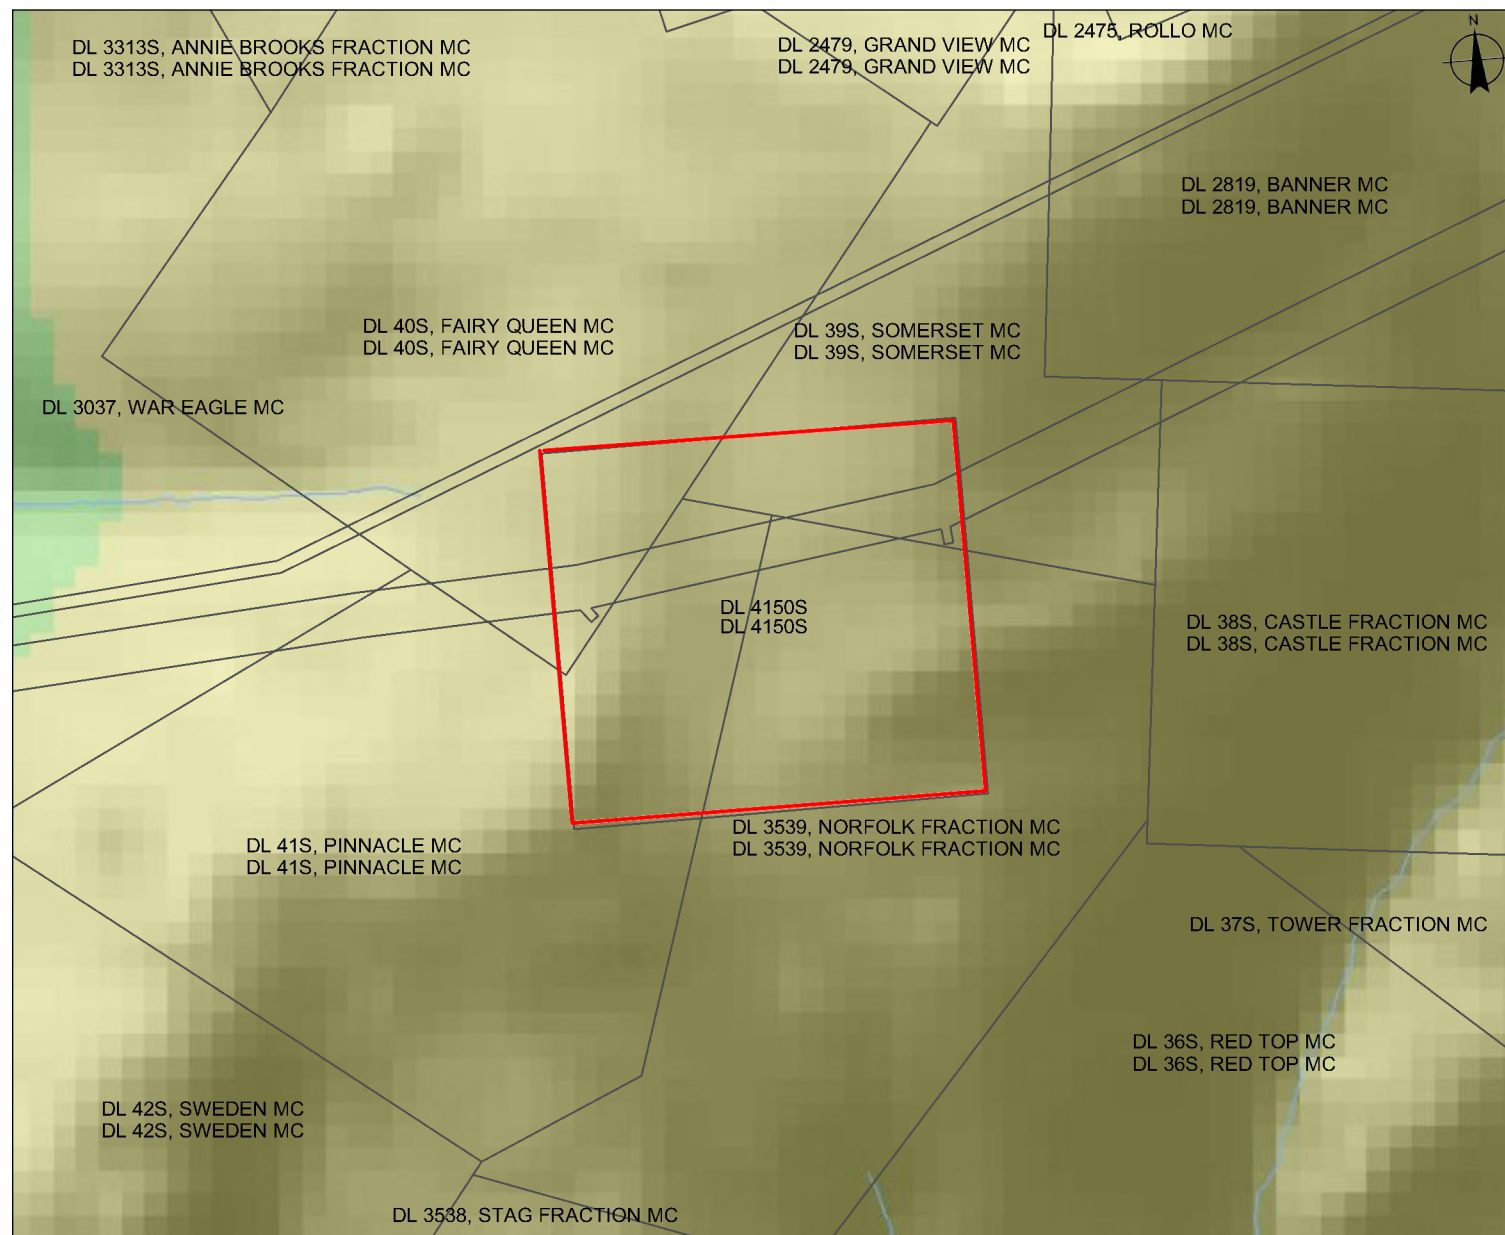 DL 3313S, ANNIE BROOKS FRACTION MC
DL 3313S, ANNIE BROOKS FRACTION MC
DL 2479, GRAND VIEW MC
DL 2479, GRAND VIEW MC
DL 2475, ROLLO MC
N
DL 2819, BANNER MC
DL 2819, BANNER MC
DL 40S, FAIRY QUEEN MC
DL 40S, FAIRY QUEEN MC
DL 39S, SOMERSET MC
DL 39S, SOMERSET MC
DL 3037, WAR EAGLE MC
DL 4150S
DL 4150S
DL 38S, CASTLE FRACTION MC
DL 38S, CASTLE FRACTION MC
DL 3539, NORFOLK FRACTION MC
DL 3539, NORFOLK FRACTION MC
DL 41S, PINNACLE MC
DL 41S, PINNACLE MC
DL 37S, TOWER FRACTION MC
DL 36S, RED TOP MC
DL 36S, RED TOP MC
DL 42S, SWEDEN MC
DL 42S, SWEDEN MC
DL 3538, STAG FRACTION MC